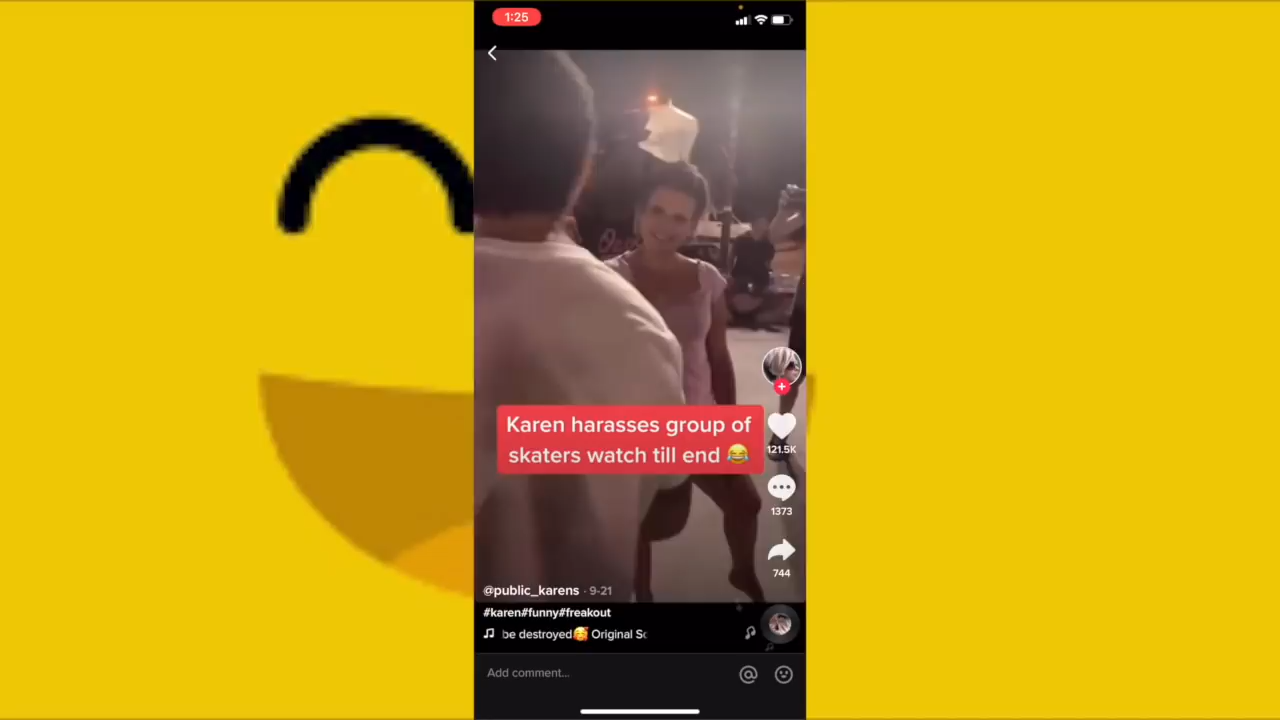 1:25
Karen harasses group of
skaters watch till end 😂
121.5K
1373
744
@public_karens · 9-21
#karen#funny#freakout
be destroyed🥰 Original So
Add comment...